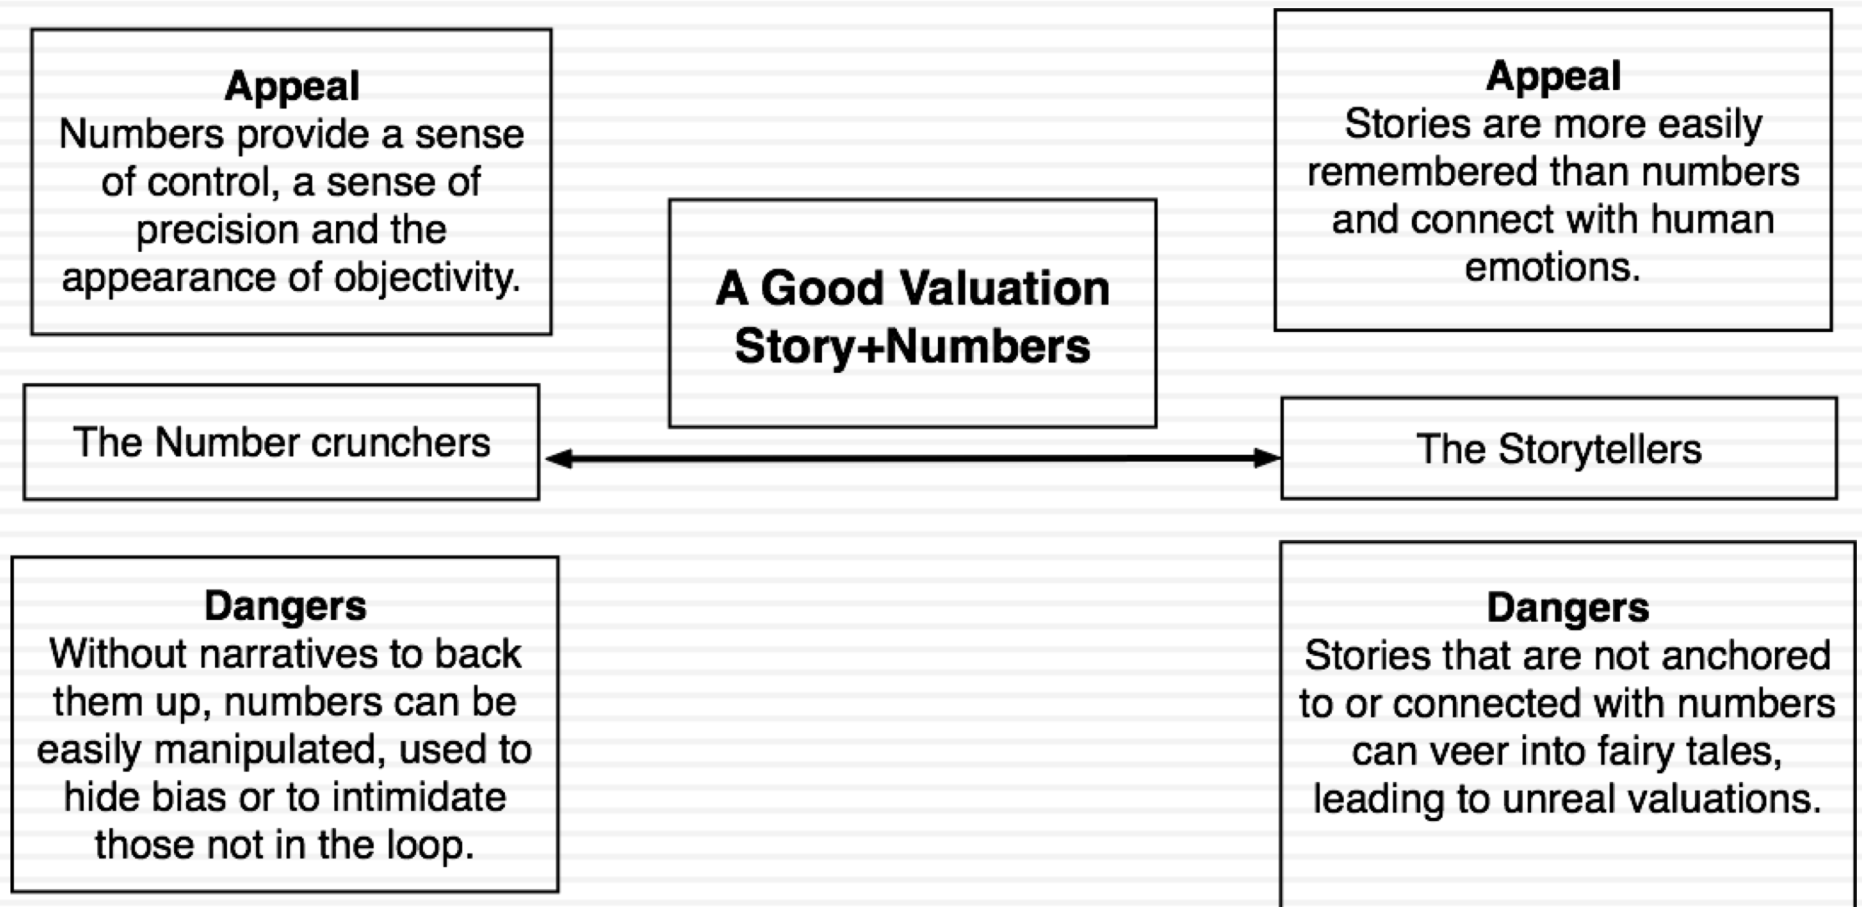 Appeal
Numbers provide a sense
of control, a sense of
precision and the
appearance of objectivity.
Appeal
Stories are more easily
remembered than numbers
and connect with human
emotions.
A Good Valuation
Story+Numbers
The Number crunchers
The Storytellers
Dangers
Without narratives to back
them up, numbers can be
easily manipulated, used to
hide bias or to intimidate
those not in the loop.
Dangers
Stories that are not anchored
to or connected with numbers
can veer into fairy tales,
leading to unreal valuations.